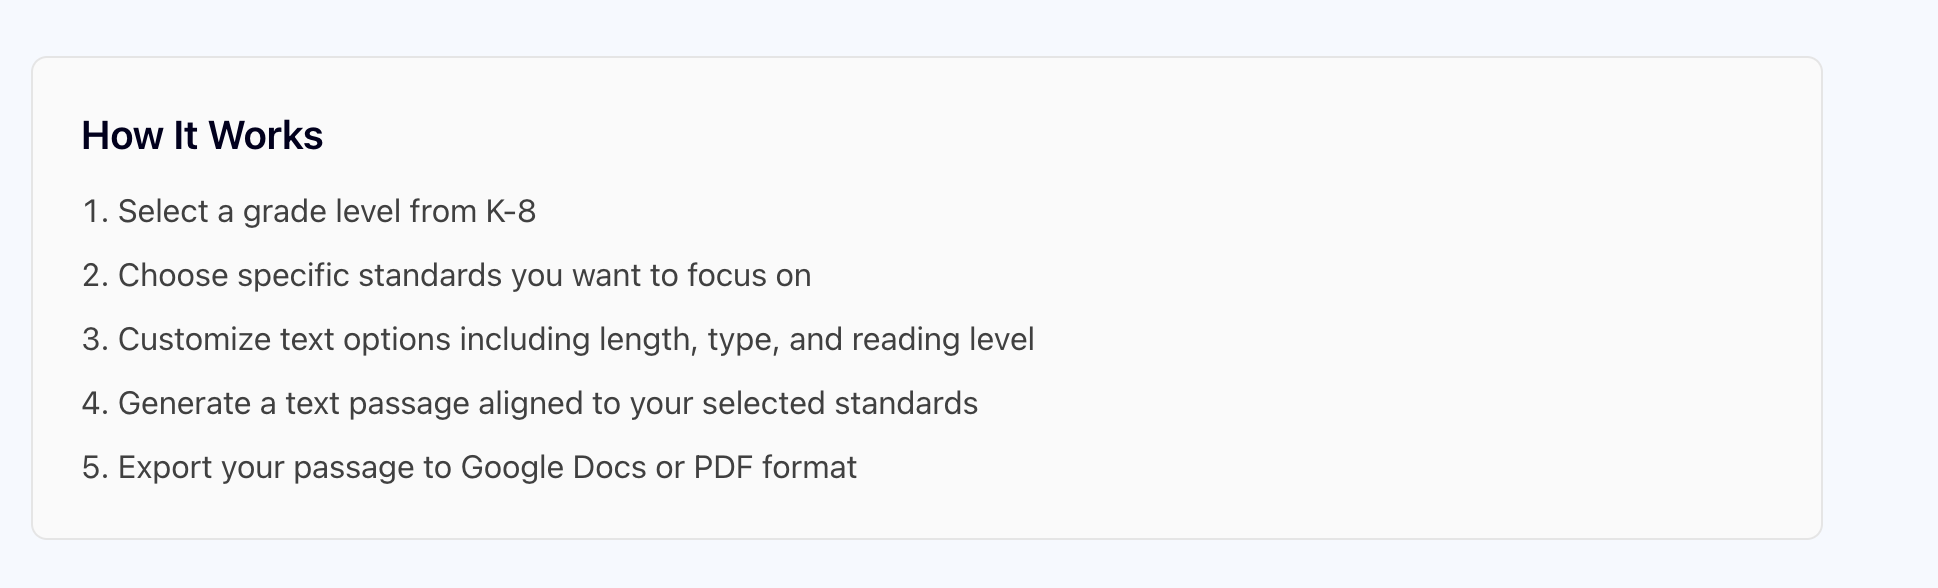 How It Works
1. Select a grade level from K-8
2. Choose specific standards you want to focus on
3. Customize text options including length, type, and reading level
4. Generate a text passage aligned to your selected standards
5. Export your passage to Google Docs or PDF format